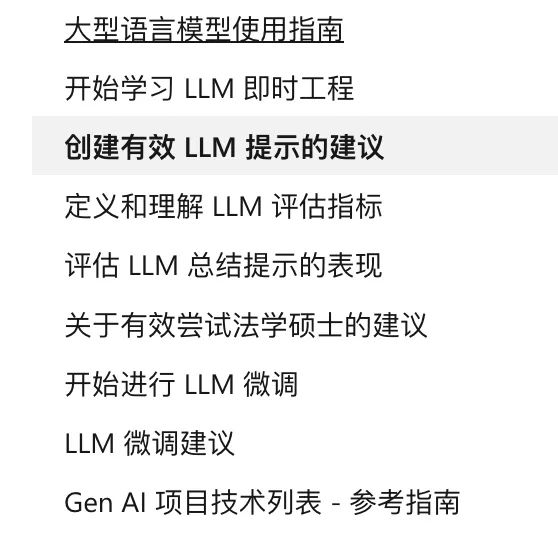 大型语言模型使用指南
开始学习 LLM 即时工程
创建有效 LLM 提示的建议
定义和理解 LLM 评估指标
评估 LLM 总结提示的表现
关于有效尝试法学硕士的建议
开始进行 LLM 微调
LLM 微调建议
Gen AI 项目技术列表 - 参考指南